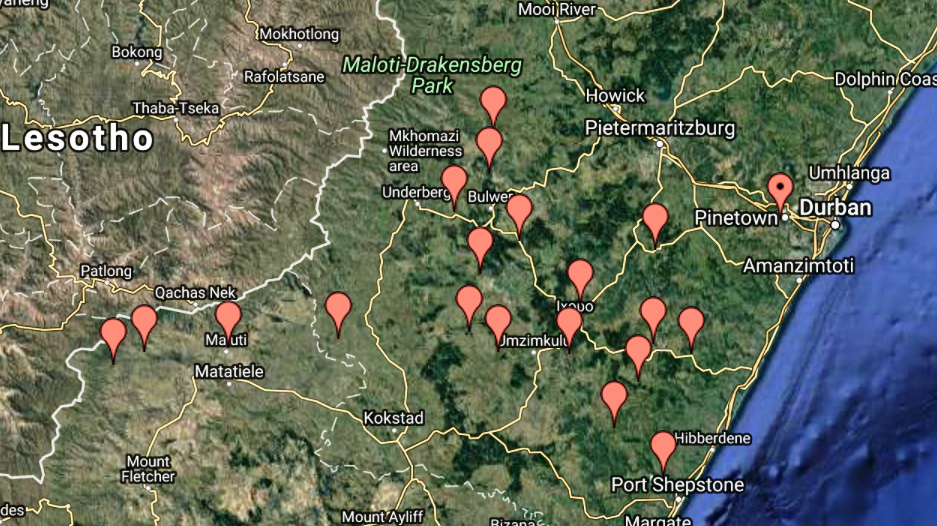 Mooi River
Mokhotlong
Bokong
Rafolatsane
Maloti-Drakensberg
Park
Dolphin Coas
Howick
Thaba-Tseka
Pietermaritzburg
Lesotho
Mkhomazi
Wilderness
area
Umhlanga
Underberg
Bulwer
Pinetown
Durban
Amanzimtoti
Patlong
Qachas Nek
Ixopo
Maluti
Umzimkulu
Matatiele
Kokstad
Hibberdene
Mount
Fletcher
Port Shepstone
des
Mount Ayliff
Bizana
Margate